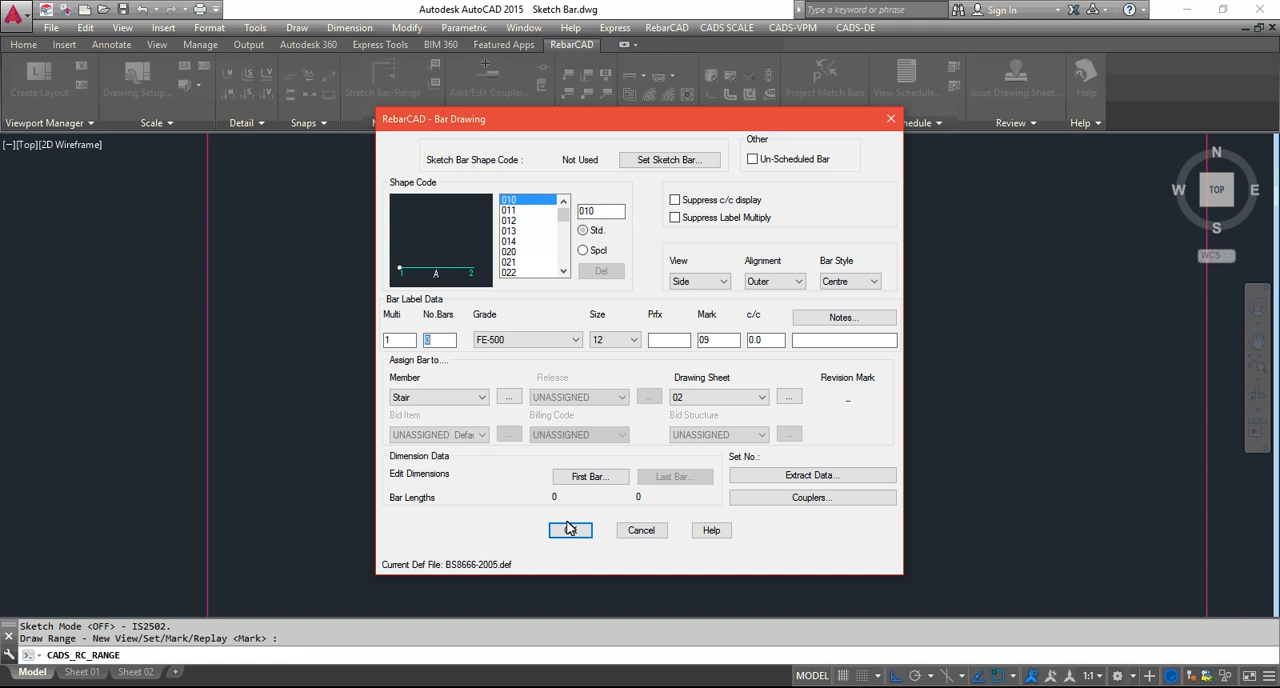 Autodesk AutoCAD 2015 Sketch Bar.dwg
Type a keyword or phrase
Sign In
File Edit View Insert Format Tools Draw Dimension Modify Parametric Window Help Express RebarCAD CADS SCALE CADS-VPM CADS-DE
Home Insert Annotate View Manage Output Autodesk 360 Express Tools BIM 360 Featured Apps RebarCAD
Create Layout Drawing Setup... Straight Bar/Range Add/Edit Coupler... Project Match Bars View Schedule... Issue Drawing Sheet... Help
Viewport Manager Scale Detail Snaps Review Help
[−][Top][2D Wireframe]
RebarCAD - Bar Drawing
Sketch Bar Shape Code : Not Used Set Sketch Bar...
Other
Un-Scheduled Bar
Shape Code
010
011
012
013
014
020
021
022
010
Std.
Spcl
Del
1 A 2
Suppress c/c display
Suppress Label Multiply
View Alignment Bar Style
Side Outer Centre
Bar Label Data
Multi No.Bars Grade Size Prfx Mark c/c Notes...
1 0 FE-500 12 09 0.0
Assign Bar to....
Member Release Drawing Sheet Revision Mark
Stair ... UNASSIGNED ... 02 ... _
Bid Item Billing Code Bid Structure
UNASSIGNED Defau ... UNASSIGNED UNASSIGNED ...
Dimension Data Set No.:
Edit Dimensions First Bar... Last Bar... Extract Data...
Bar Lengths 0 0 Couplers...
Cancel Help
Current Def File: BS8666-2005.def
N
W TOP E
S
WCS
Sketch Mode <OFF> - IS2502.
Draw Range - New View/Set/Mark/Replay <Mark> :
CADS_RC_RANGE
Model Sheet 01 Sheet 02 +
MODEL 1:1